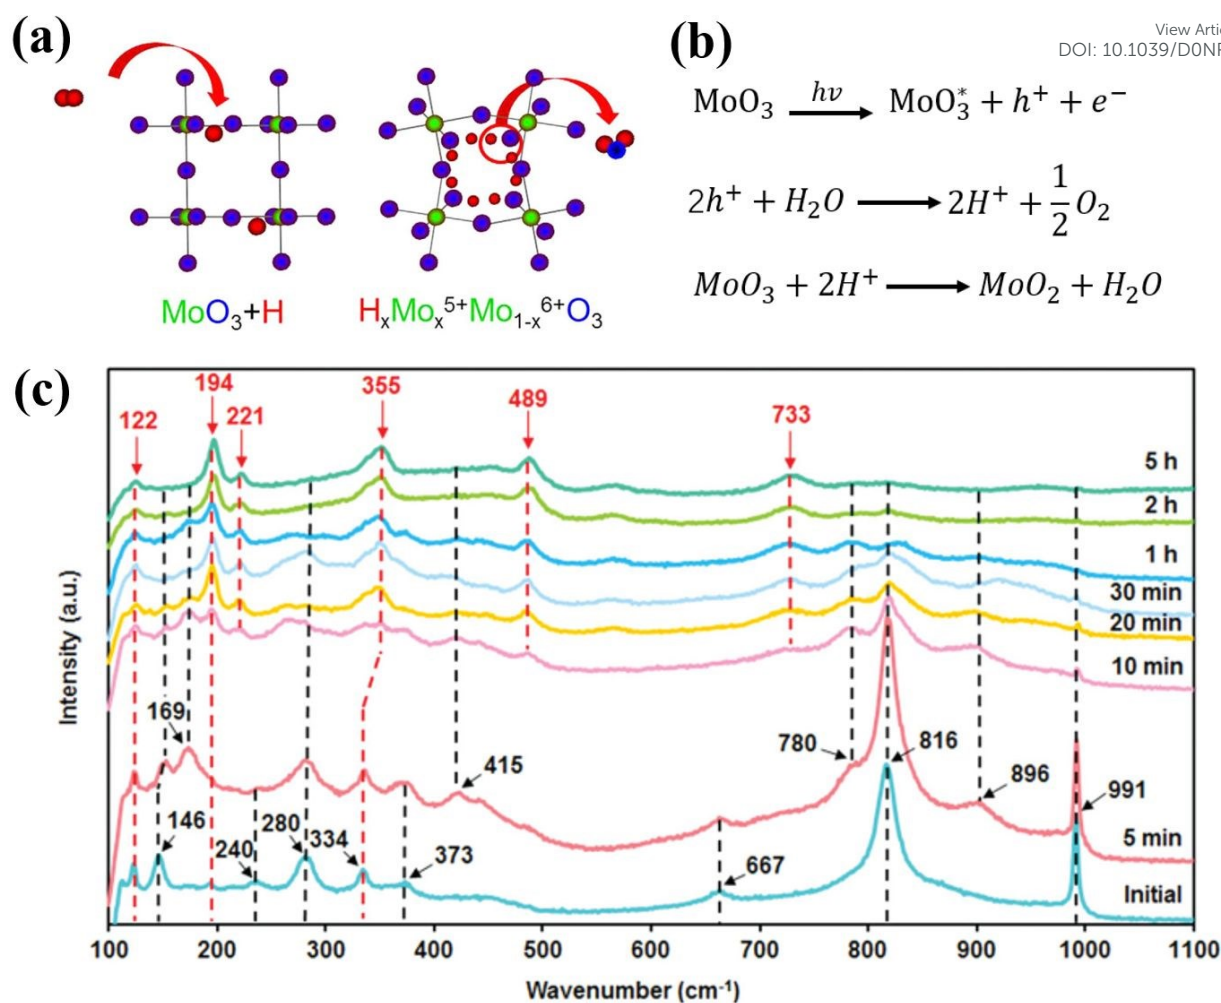 (a)
(b)
View Artic
DOI: 10.1039/D0NR
MoO₃ hν MoO₃* + h⁺ + e⁻
2h⁺ + H₂O → 2H⁺ + 1/2 O₂
MoO₃ + 2H⁺ → MoO₂ + H₂O
MoO₃+H
HₓMoₓ⁵⁺Mo₁₋ₓ⁶⁺O₃
(c)
122
194
221
355
489
733
5 h
2 h
1 h
30 min
20 min
10 min
5 min
Initial
169
146
240
280
334
373
415
667
780
816
896
991
Intensity (a.u.)
100 200 300 400 500 600 700 800 900 1000 1100
Wavenumber (cm⁻¹)